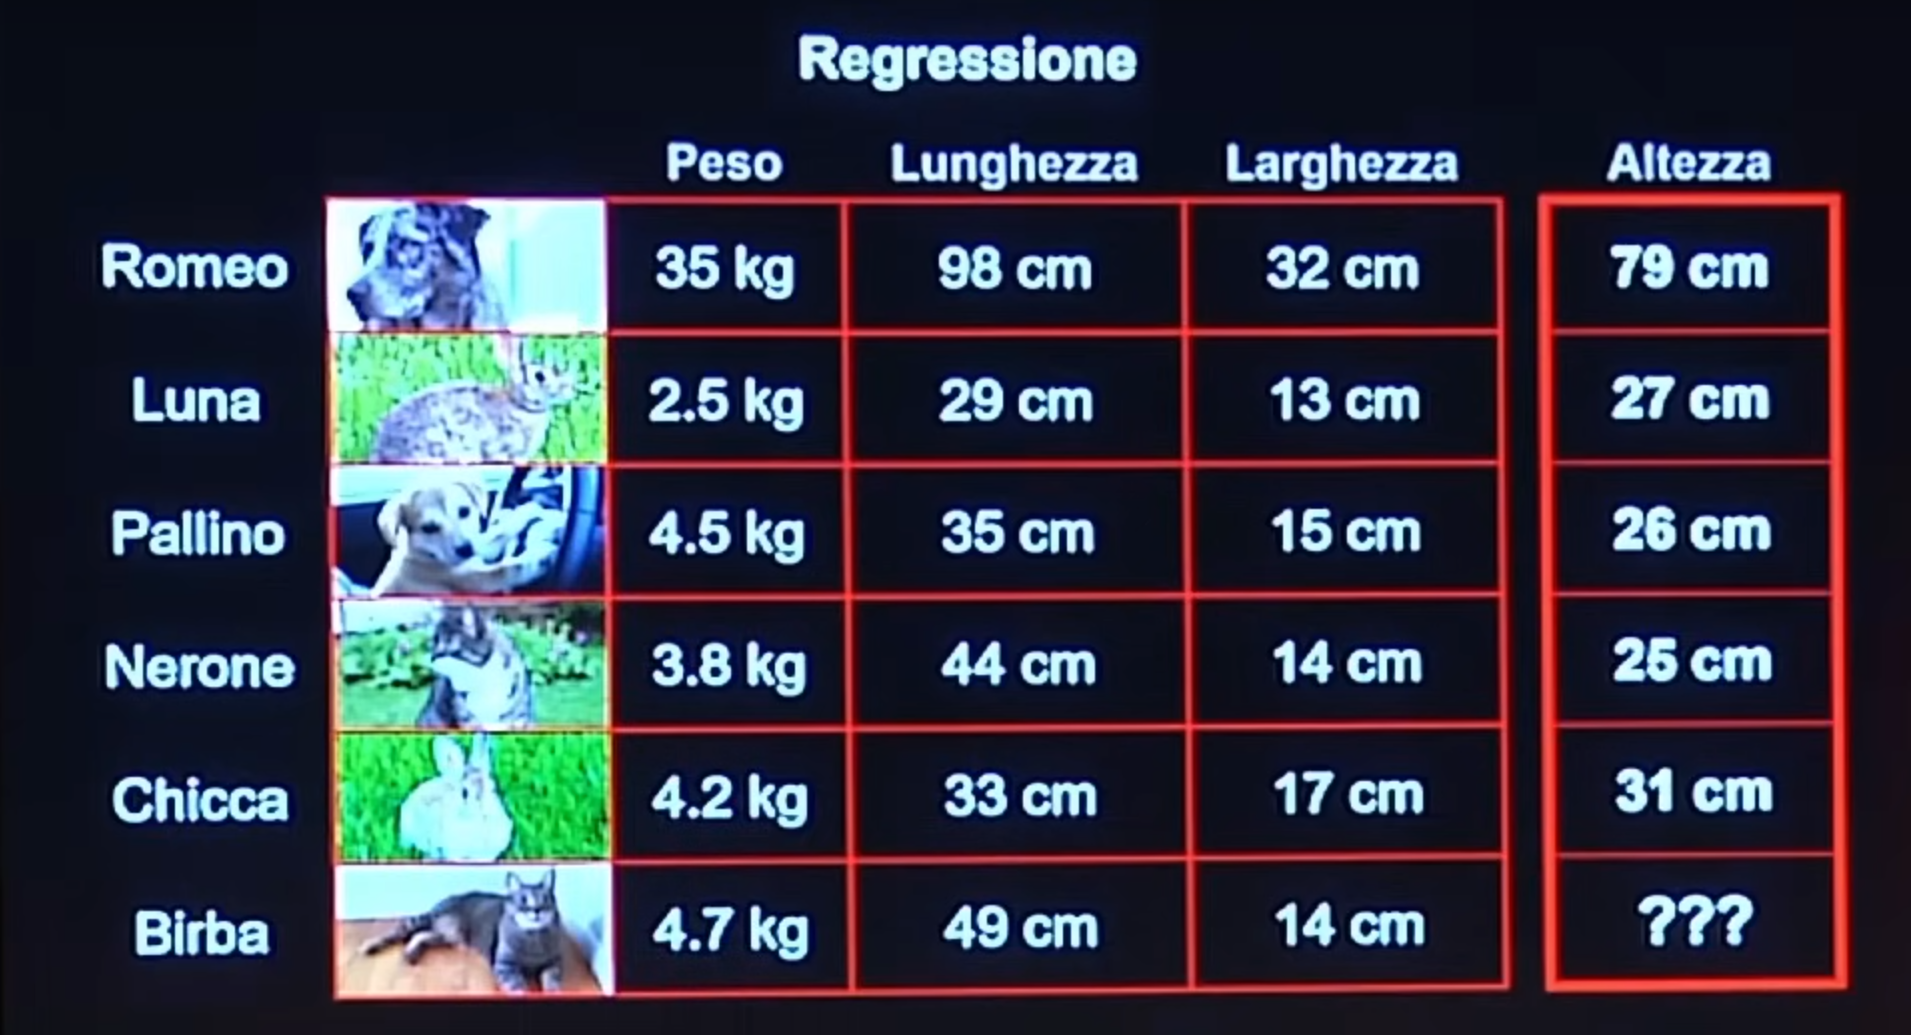 Regressione
Peso Lunghezza Larghezza Altezza
Romeo 35 kg 98 cm 32 cm 79 cm
Luna 2.5 kg 29 cm 13 cm 27 cm
Pallino 4.5 kg 35 cm 15 cm 26 cm
Nerone 3.8 kg 44 cm 14 cm 25 cm
Chicca 4.2 kg 33 cm 17 cm 31 cm
Birba 4.7 kg 49 cm 14 cm ???